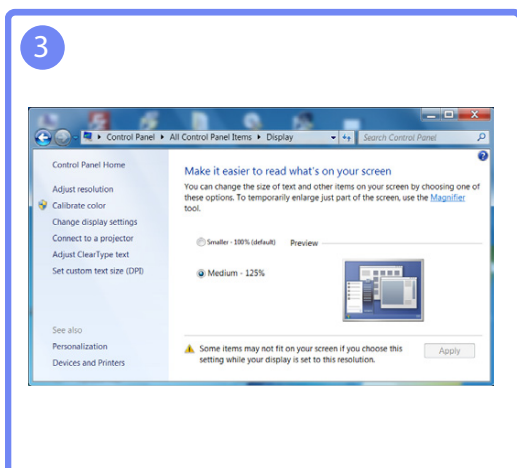 3
Control Panel ▸ All Control Panel Items ▸ Display
Search Control Panel
Control Panel Home
Adjust resolution
Calibrate color
Change display settings
Connect to a projector
Adjust ClearType text
Set custom text size (DPI)
See also
Personalization
Devices and Printers
Make it easier to read what's on your screen
You can change the size of text and other items on your screen by choosing one of
these options. To temporarily enlarge just part of the screen, use the Magnifier
tool.
Smaller - 100% (default) Preview
Medium - 125%
Some items may not fit on your screen if you choose this
setting while your display is set to this resolution.
Apply